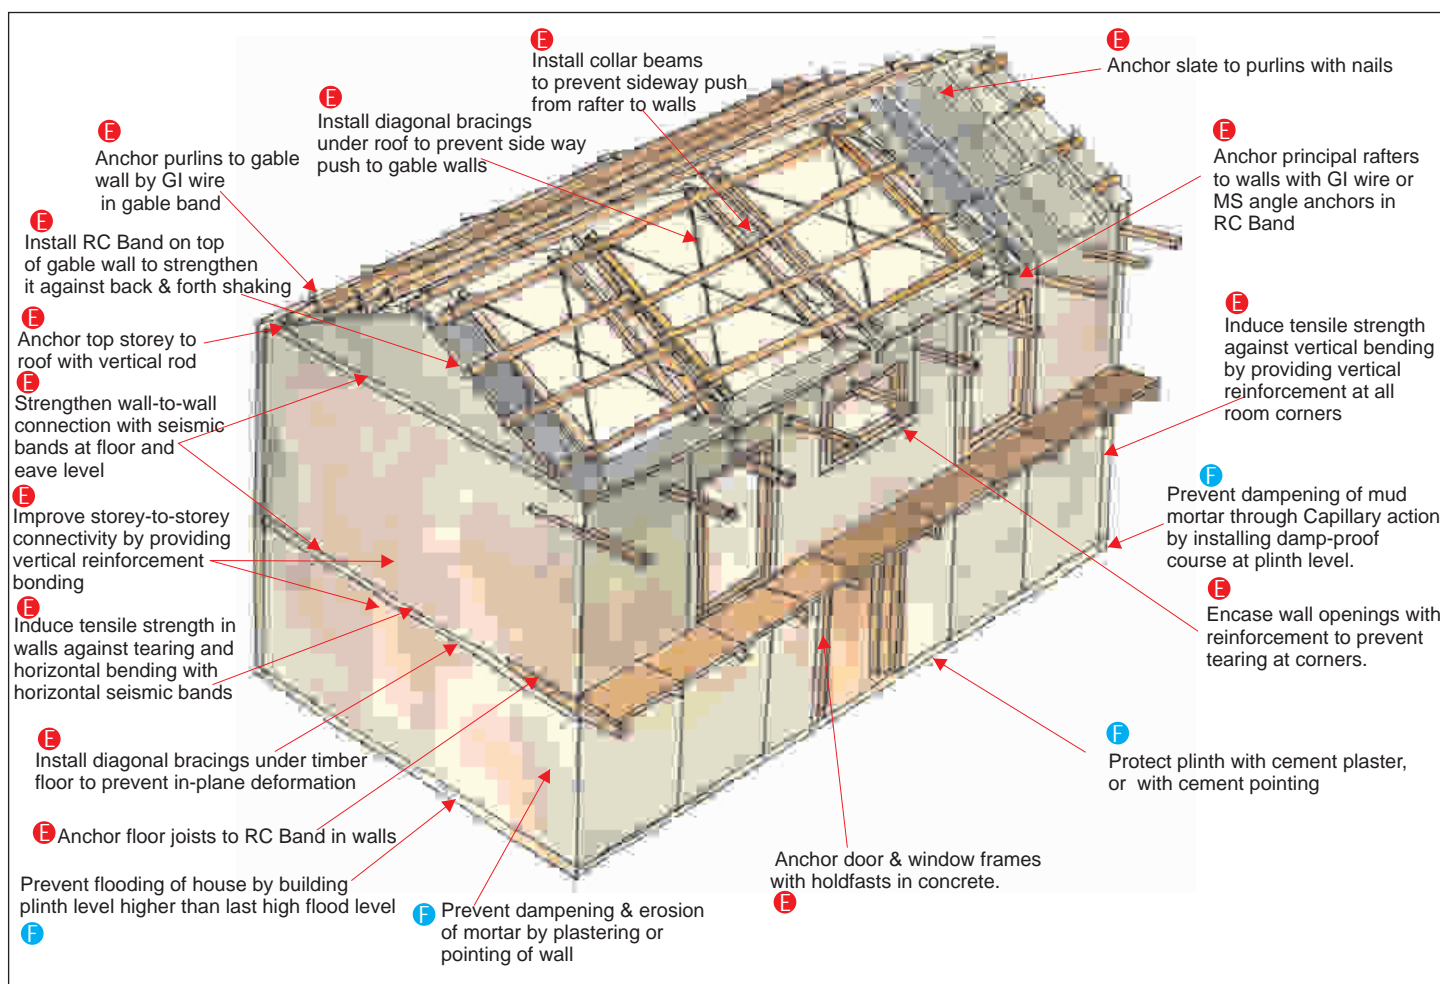 E
Install collar beams
to prevent sideway push
from rafter to walls
E
Anchor slate to purlins with nails
E
Install diagonal bracings
under roof to prevent side way
push to gable walls
E
Anchor purlins to gable
wall by GI wire
in gable band
E
Anchor principal rafters
to walls with GI wire or
MS angle anchors in
RC Band
E
Install RC Band on top
of gable wall to strengthen
it against back & forth shaking
E
Anchor top storey to
roof with vertical rod
E
Induce tensile strength
against vertical bending
by providing vertical
reinforcement at all
room corners
E
Strengthen wall-to-wall
connection with seismic
bands at floor and
eave level
F
Prevent dampening of mud
mortar through Capillary action
by installing damp-proof
course at plinth level.
E
Improve storey-to-storey
connectivity by providing
vertical reinforcement
bonding
E
Encase wall openings with
reinforcement to prevent
tearing at corners.
E
Induce tensile strength in
walls against tearing and
horizontal bending with
horizontal seismic bands
E
Install diagonal bracings under timber
floor to prevent in-plane deformation
F
Protect plinth with cement plaster,
or with cement pointing
E Anchor floor joists to RC Band in walls
Anchor door & window frames
with holdfasts in concrete.
E
Prevent flooding of house by building
plinth level higher than last high flood level
F
F Prevent dampening & erosion
of mortar by plastering or
pointing of wall